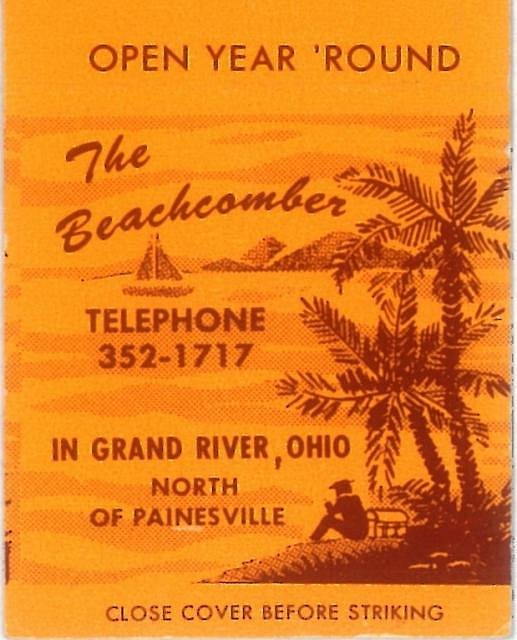 OPEN YEAR 'ROUND
The
Beachcomber
TELEPHONE
352-1717
IN GRAND RIVER, OHIO
NORTH
OF PAINESVILLE
CLOSE COVER BEFORE STRIKING